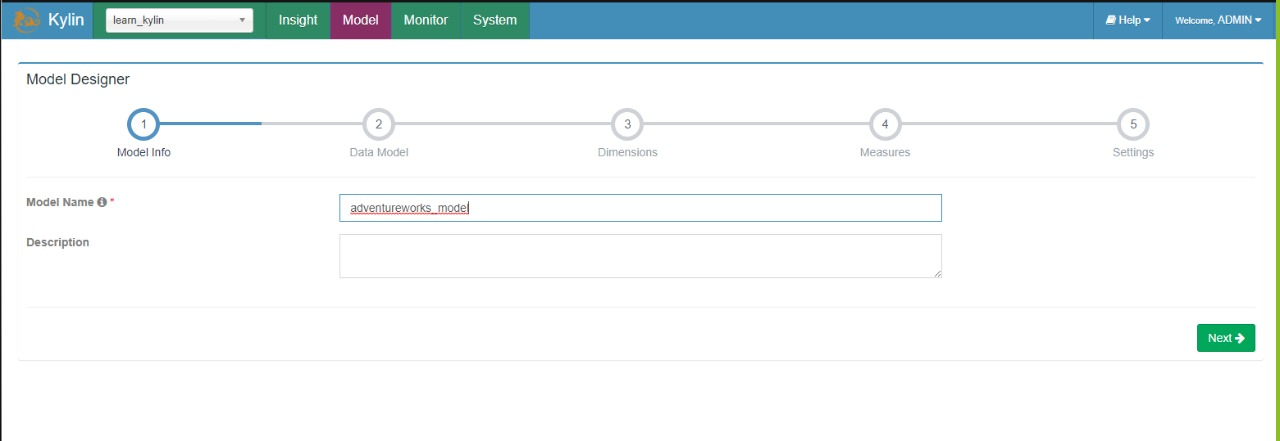 Kylin learn_kylin Insight Model Monitor System Help Welcome, ADMIN
Model Designer
1 2 3 4 5
Model Info Data Model Dimensions Measures Settings
Model Name *
adventureworks_model
Description
Next